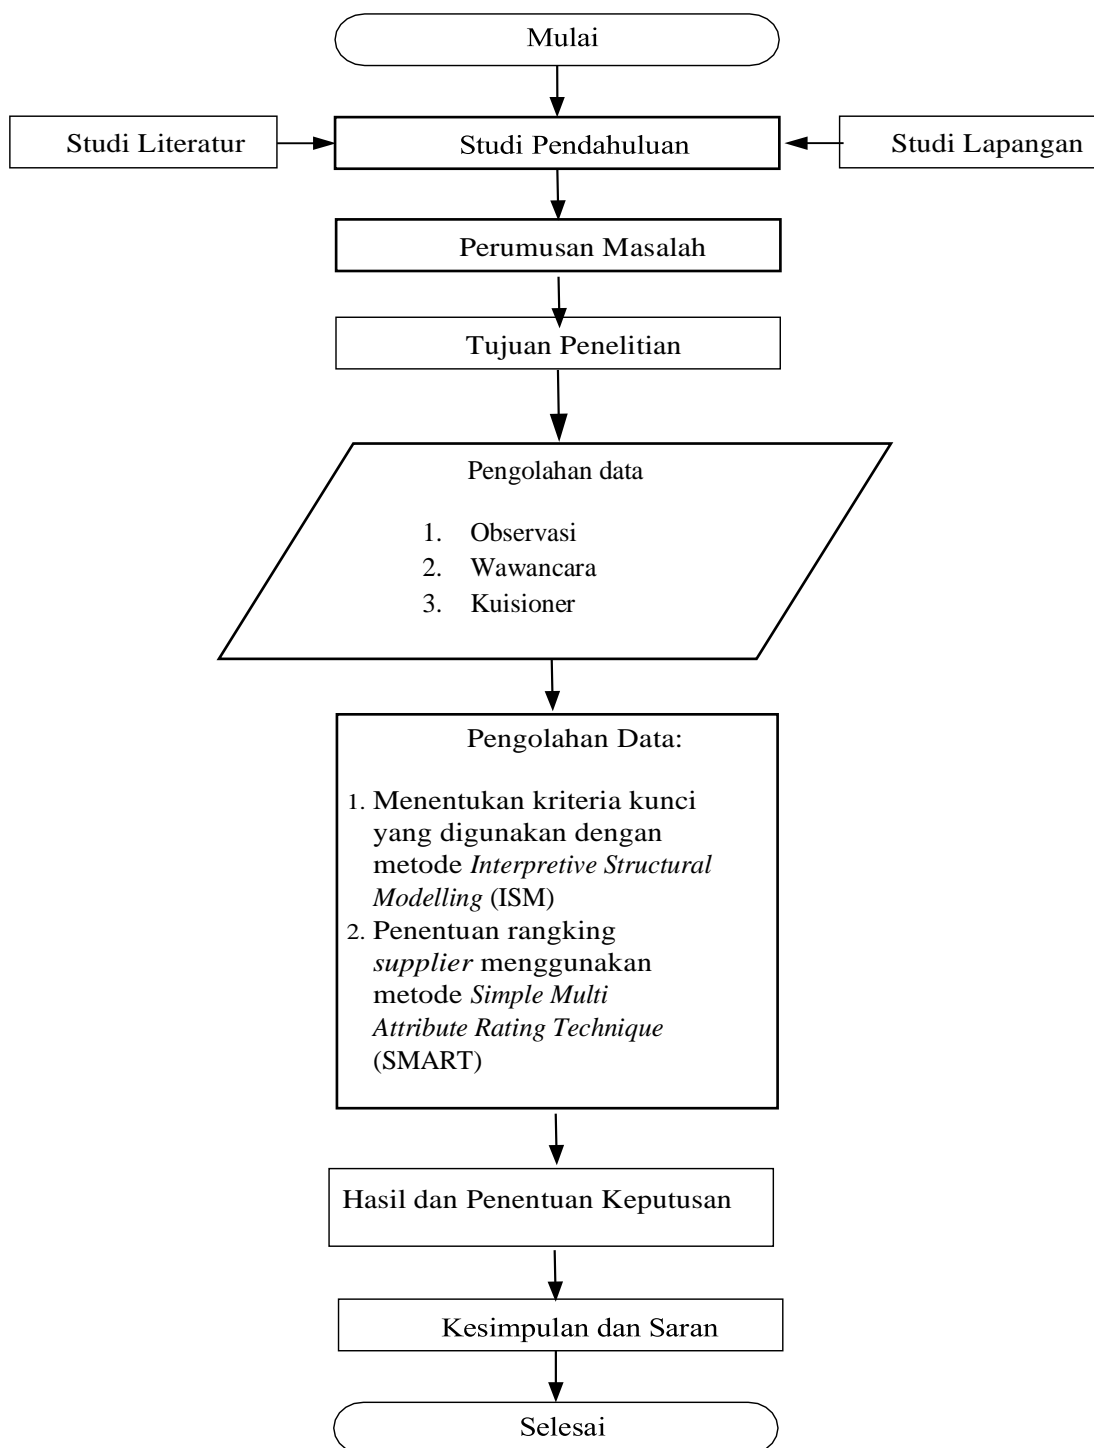 Mulai
Studi Literatur
Studi Pendahuluan
Studi Lapangan
Perumusan Masalah
Tujuan Penelitian
Pengolahan data
1. Observasi
2. Wawancara
3. Kuisioner
Pengolahan Data:
1. Menentukan kriteria kunci
yang digunakan dengan
metode Interpretive Structural
Modelling (ISM)
2. Penentuan rangking
supplier menggunakan
metode Simple Multi
Attribute Rating Technique
(SMART)
Hasil dan Penentuan Keputusan
Kesimpulan dan Saran
Selesai